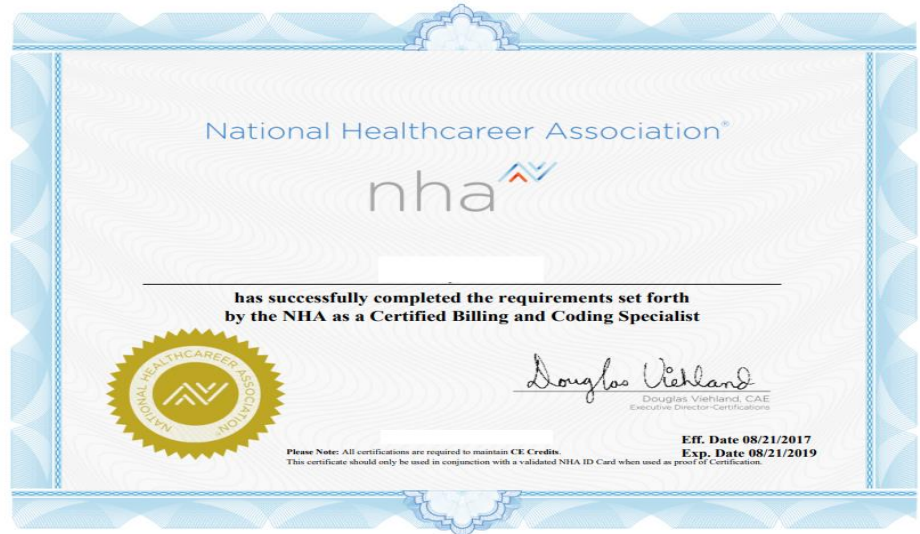 National Healthcareer Association®
nha
has successfully completed the requirements set forth
by the NHA as a Certified Billing and Coding Specialist
NATIONAL HEALTHCAREER ASSOCIATION®
Douglas Viehland
Douglas Viehland, CAE
Executive Director-Certifications
Eff. Date 08/21/2017
Please Note: All certifications are required to maintain CE Credits.
Exp. Date 08/21/2019
This certificate should only be used in conjunction with a validated NHA ID Card when used as proof of Certification.